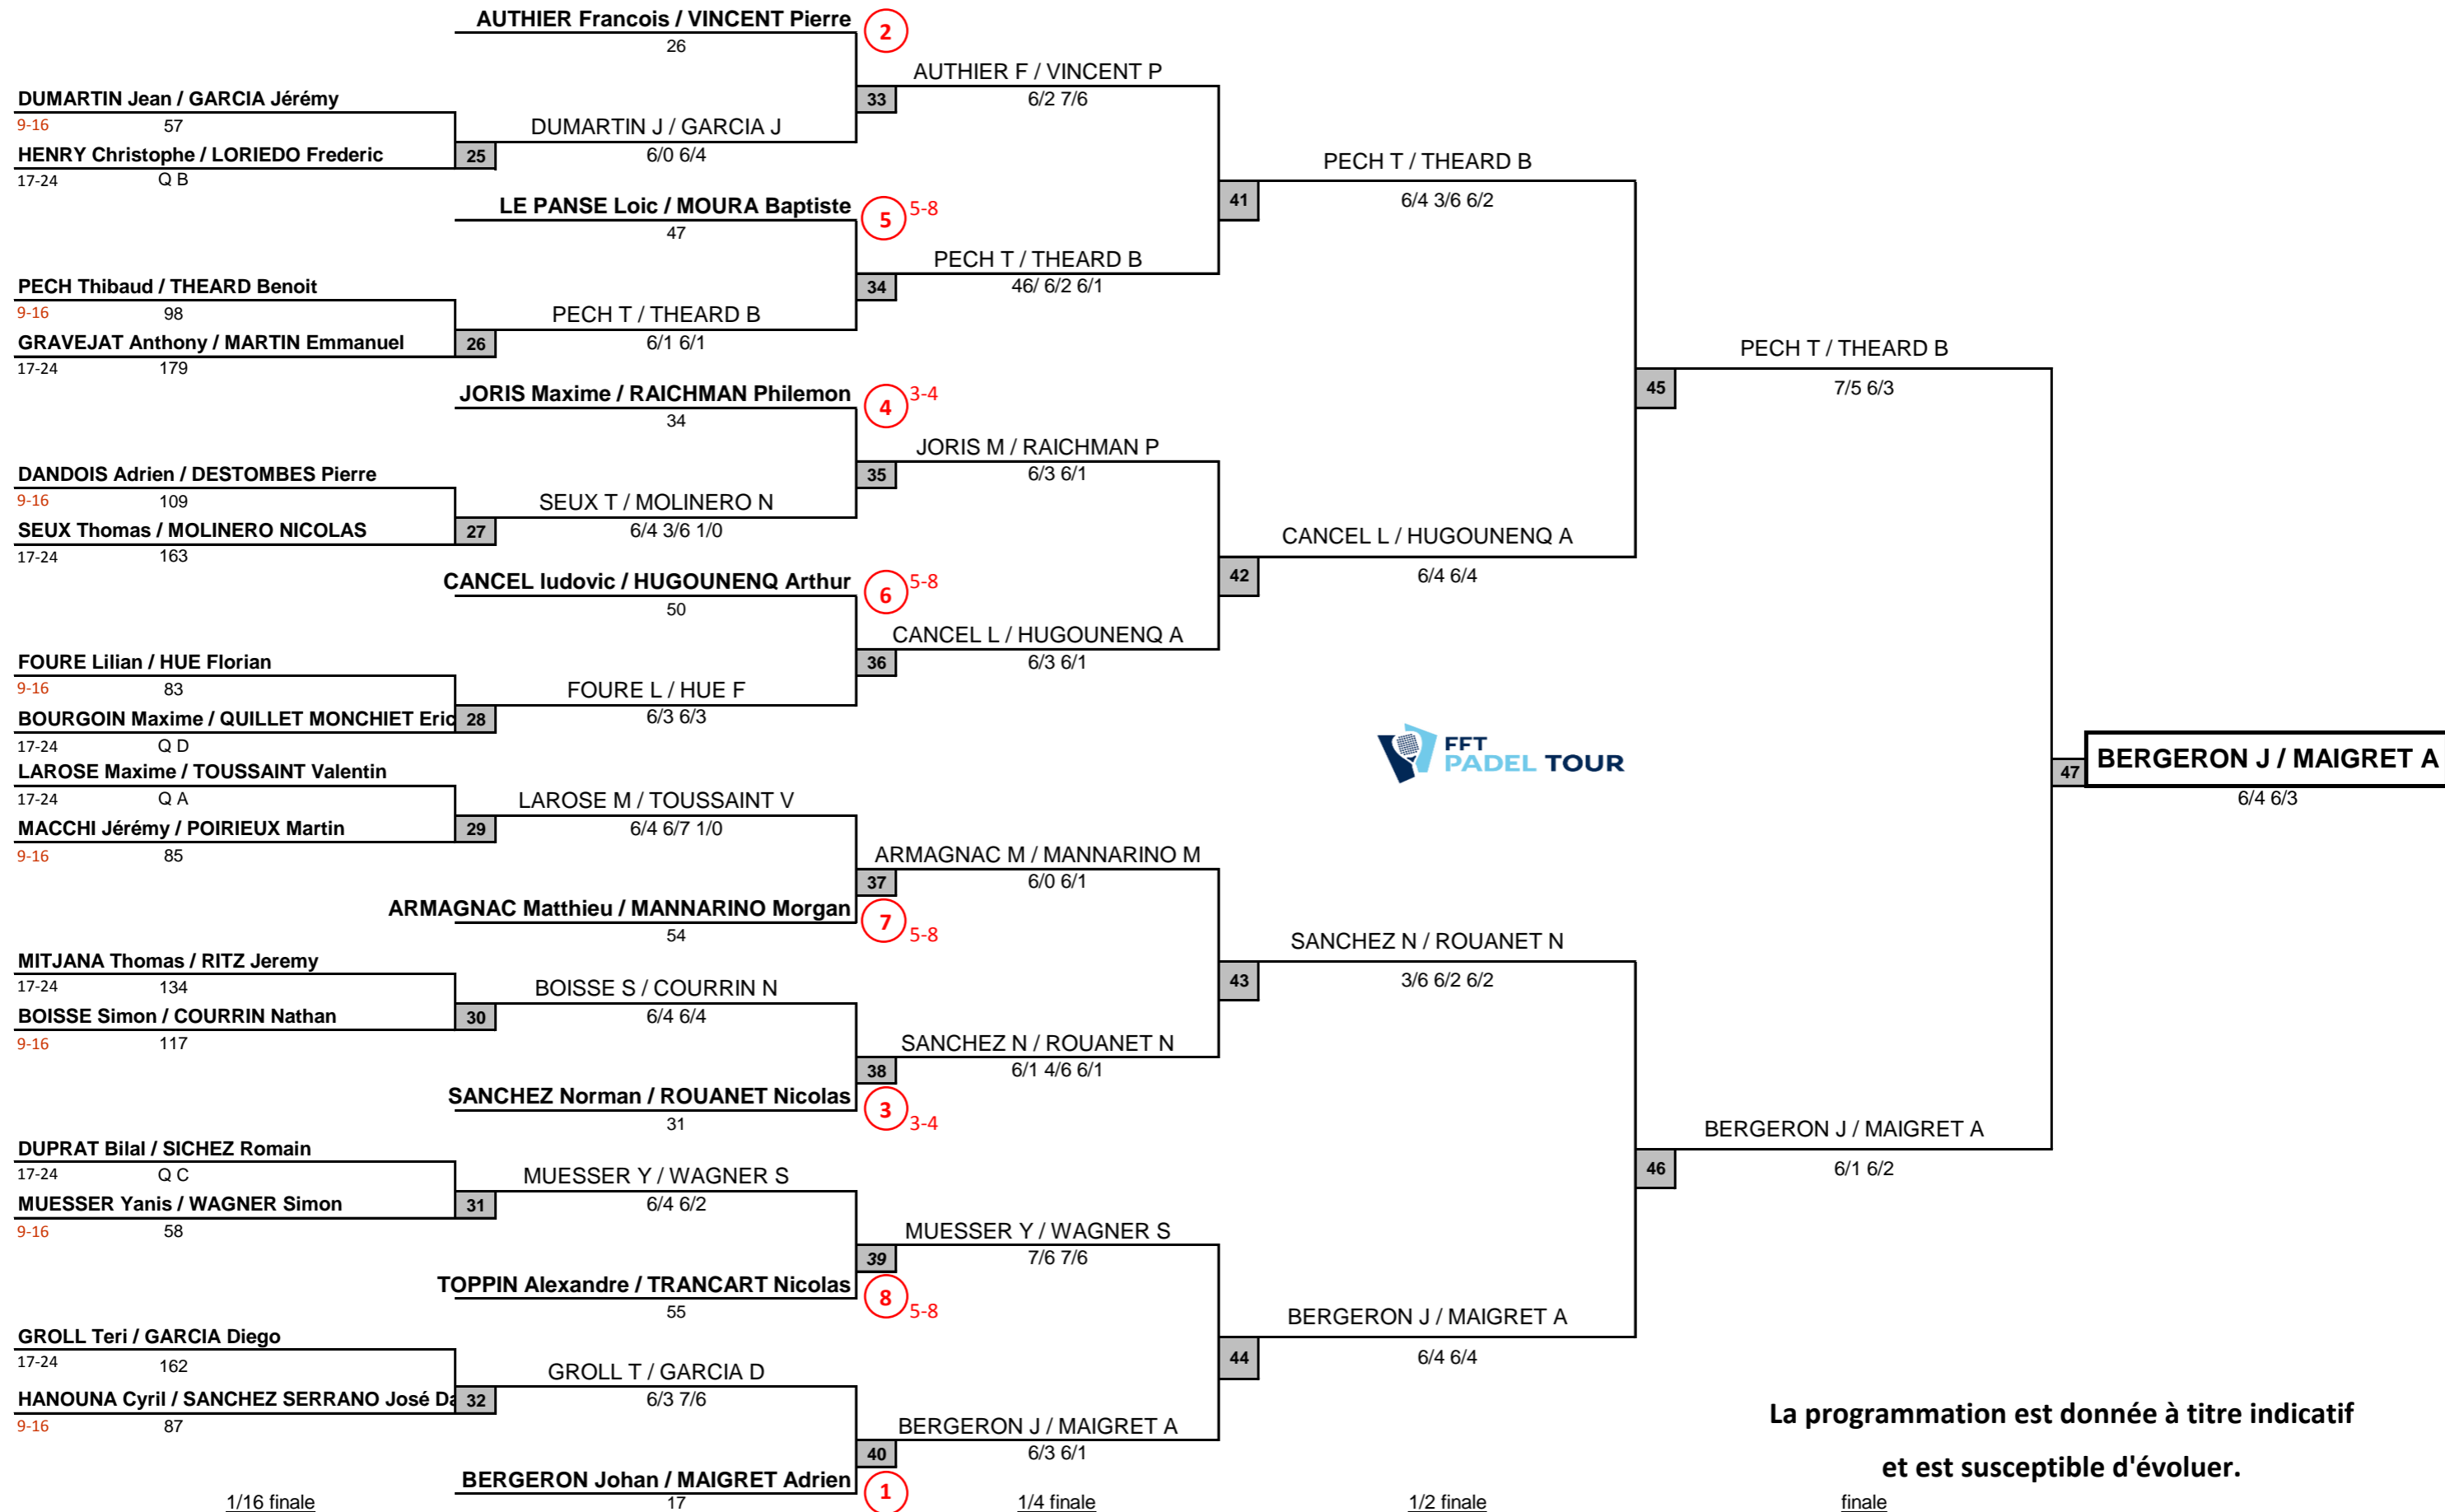 AUTHIER Francois / VINCENT Pierre
2
26
AUTHIER F / VINCENT P
DUMARTIN Jean / GARCIA Jérémy
33
6/2 7/6
9-16 57
DUMARTIN J / GARCIA J
HENRY Christophe / LORIEDO Frederic
25
6/0 6/4
17-24 Q B
PECH T / THEARD B
LE PANSE Loic / MOURA Baptiste
5
5-8
41
6/4 3/6 6/2
47
PECH T / THEARD B
PECH Thibaud / THEARD Benoit
34
46/ 6/2 6/1
9-16 98
PECH T / THEARD B
GRAVEJAT Anthony / MARTIN Emmanuel
26
6/1 6/1
17-24 179
PECH T / THEARD B
JORIS Maxime / RAICHMAN Philemon
4
3-4
45
7/5 6/3
34
JORIS M / RAICHMAN P
DANDOIS Adrien / DESTOMBES Pierre
35
6/3 6/1
9-16 109
SEUX T / MOLINERO N
SEUX Thomas / MOLINERO NICOLAS
27
6/4 3/6 1/0
17-24 163
CANCEL L / HUGOUNENQ A
CANCEL ludovic / HUGOUNENQ Arthur
6
5-8
42
6/4 6/4
50
CANCEL L / HUGOUNENQ A
FOURE Lilian / HUE Florian
36
6/3 6/1
9-16 83
FOURE L / HUE F
BOURGOIN Maxime / QUILLET MONCHIET Eric
28
6/3 6/3
17-24 Q D
FFT
PADEL TOUR
BERGERON J / MAIGRET A
47
6/4 6/3
LAROSE Maxime / TOUSSAINT Valentin
17-24 Q A
LAROSE M / TOUSSAINT V
MACCHI Jérémy / POIRIEUX Martin
29
6/4 6/7 1/0
9-16 85
ARMAGNAC M / MANNARINO M
37
6/0 6/1
ARMAGNAC Matthieu / MANNARINO Morgan
7
5-8
54
SANCHEZ N / ROUANET N
MITJANA Thomas / RITZ Jeremy
43
3/6 6/2 6/2
17-24 134
BOISSE S / COURRIN N
BOISSE Simon / COURRIN Nathan
30
6/4 6/4
9-16 117
SANCHEZ N / ROUANET N
38
6/1 4/6 6/1
SANCHEZ Norman / ROUANET Nicolas
3
3-4
31
BERGERON J / MAIGRET A
DUPRAT Bilal / SICHEZ Romain
46
6/1 6/2
17-24 Q C
MUESSER Y / WAGNER S
MUESSER Yanis / WAGNER Simon
31
6/4 6/2
9-16 58
MUESSER Y / WAGNER S
39
7/6 7/6
TOPPIN Alexandre / TRANCART Nicolas
8
5-8
55
BERGERON J / MAIGRET A
GROLL Teri / GARCIA Diego
44
6/4 6/4
17-24 162
GROLL T / GARCIA D
HANOUNA Cyril / SANCHEZ SERRANO José Da
32
6/3 7/6
9-16 87
BERGERON J / MAIGRET A
40
6/3 6/1
BERGERON Johan / MAIGRET Adrien
1
17
La programmation est donnée à titre indicatif
et est susceptible d'évoluer.
1/16 finale
1/4 finale
1/2 finale
finale